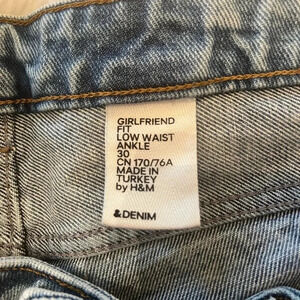 GIRLFRIEND
FIT
LOW WAIST
ANKLE
30
CN 170/76A
MADE IN
TURKEY
by H&M
&DENIM